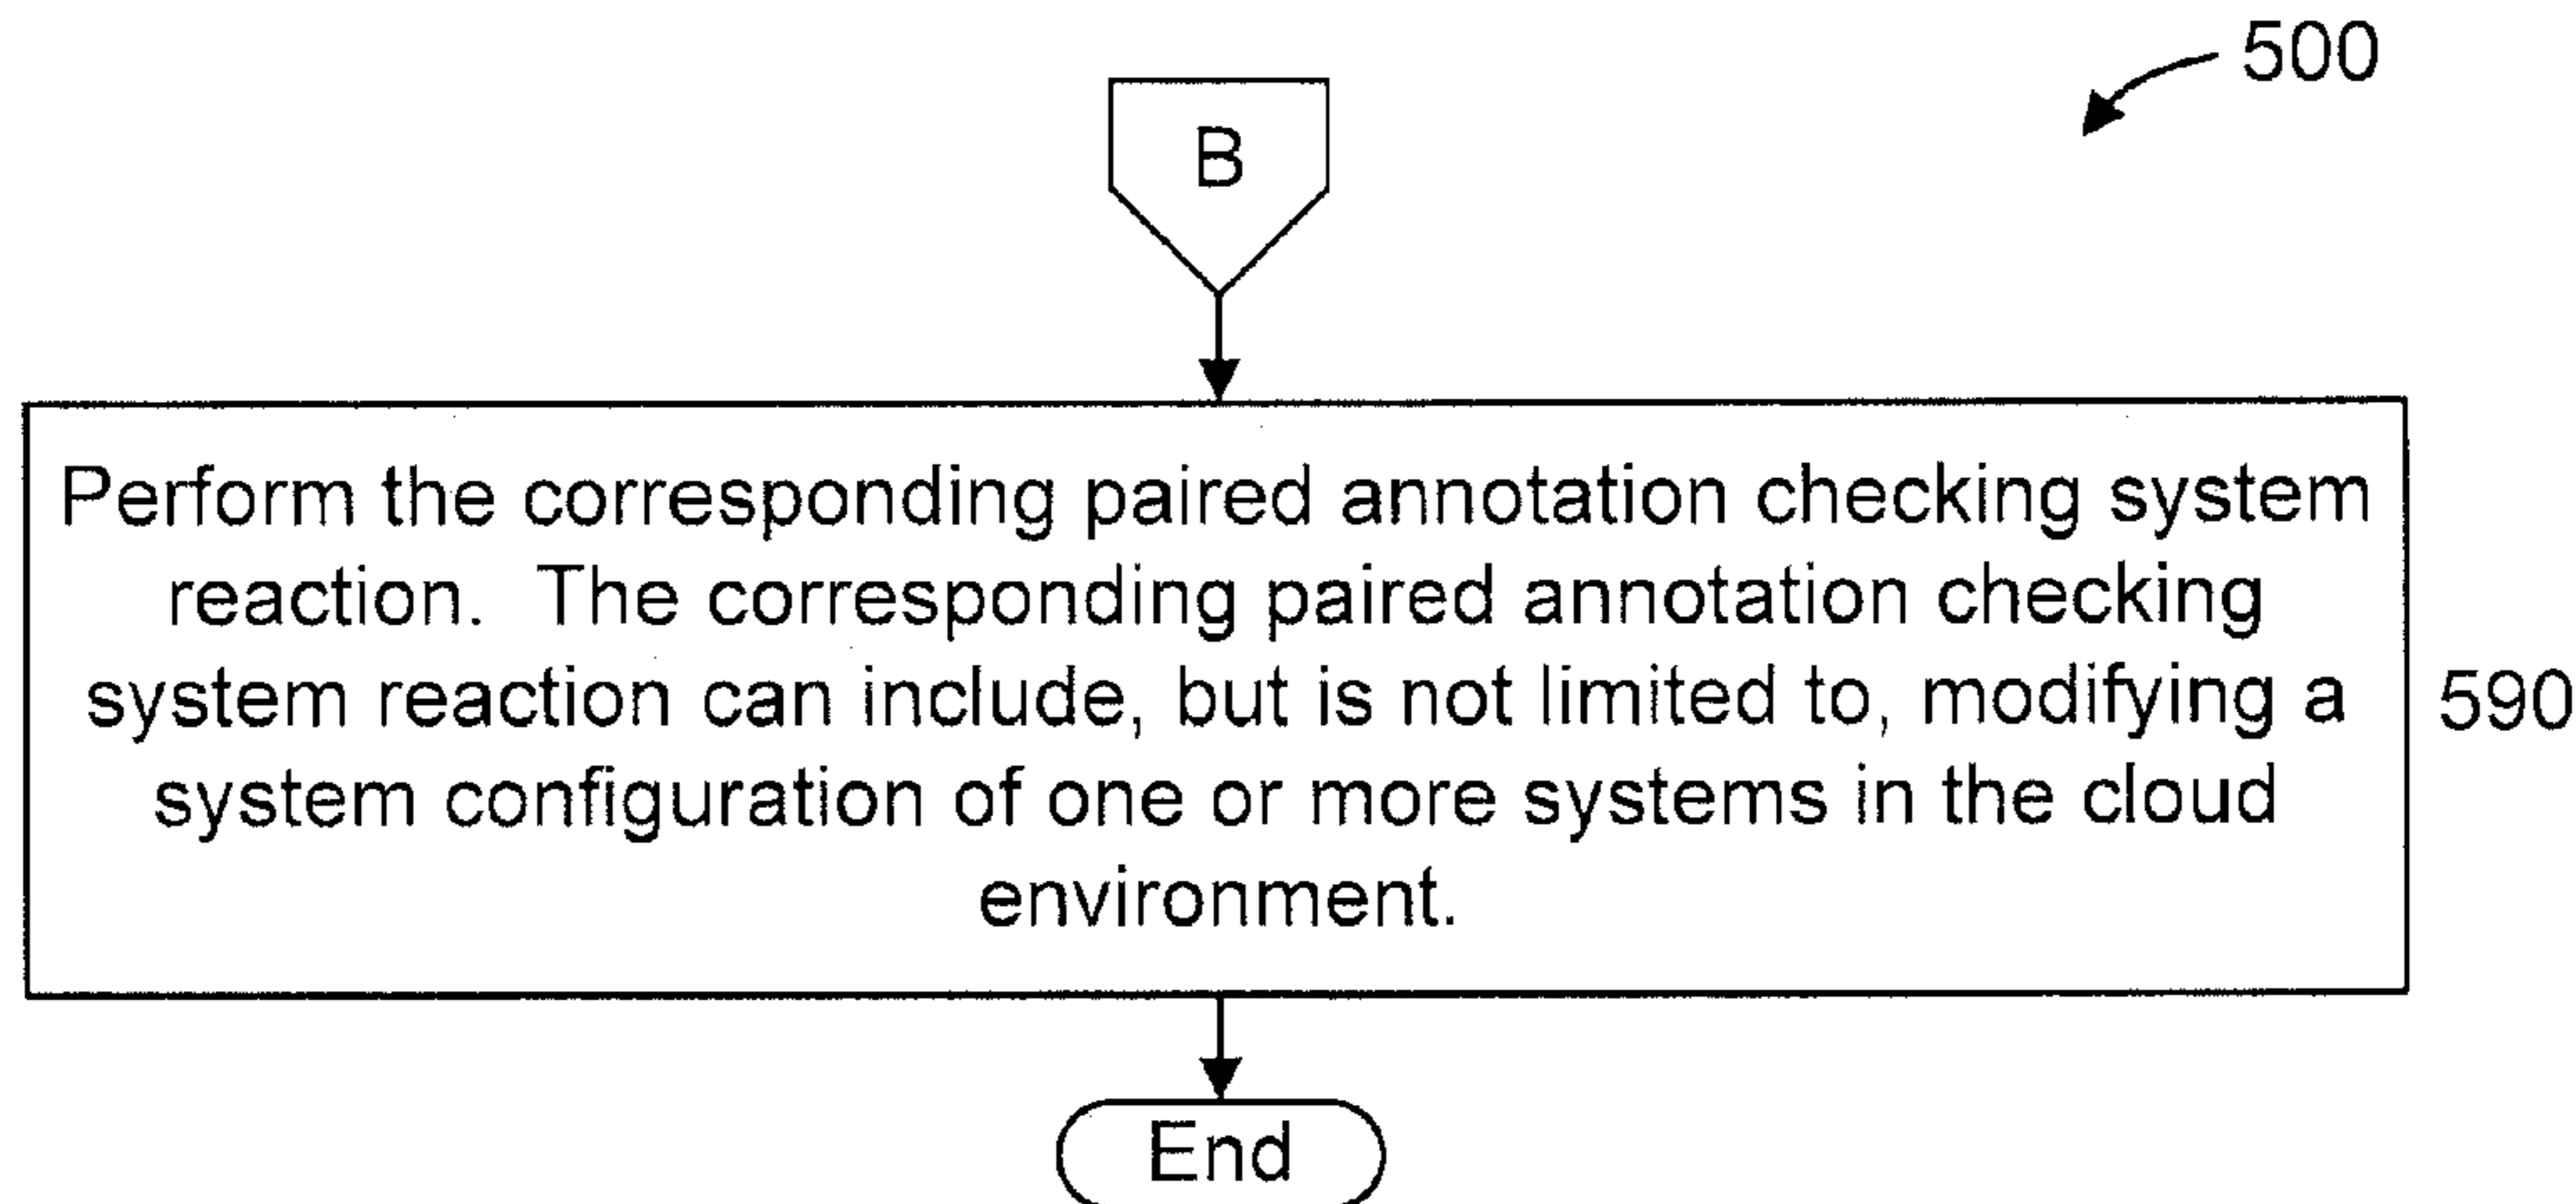 500
B
Perform the corresponding paired annotation checking system
reaction. The corresponding paired annotation checking
system reaction can include, but is not limited to, modifying a
system configuration of one or more systems in the cloud
environment.
590
End